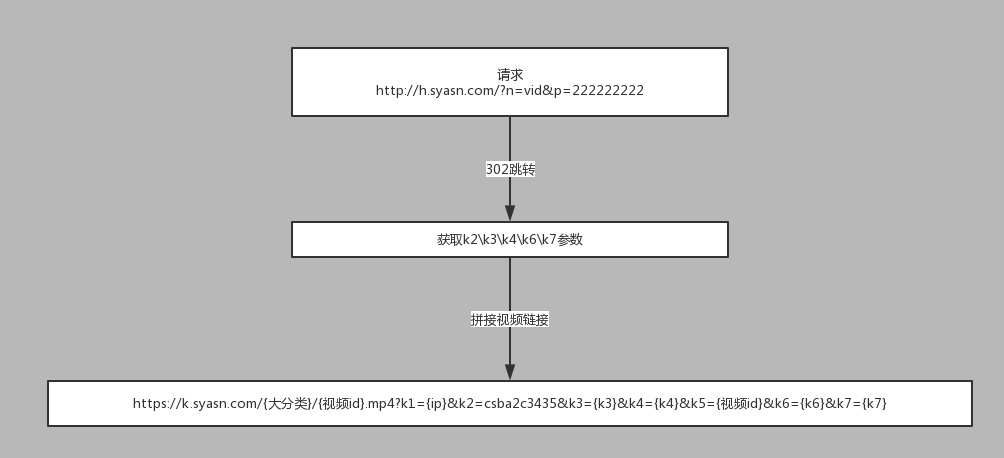 请求
http://h.syasn.com/?n=vid&p=222222222
302跳转
获取k2\k3\k4\k6\k7参数
拼接视频链接
https://k.syasn.com/{大分类}/{视频id}.mp4?k1={ip}&k2=csba2c3435&k3={k3}&k4={k4}&k5={视频id}&k6={k6}&k7={k7}